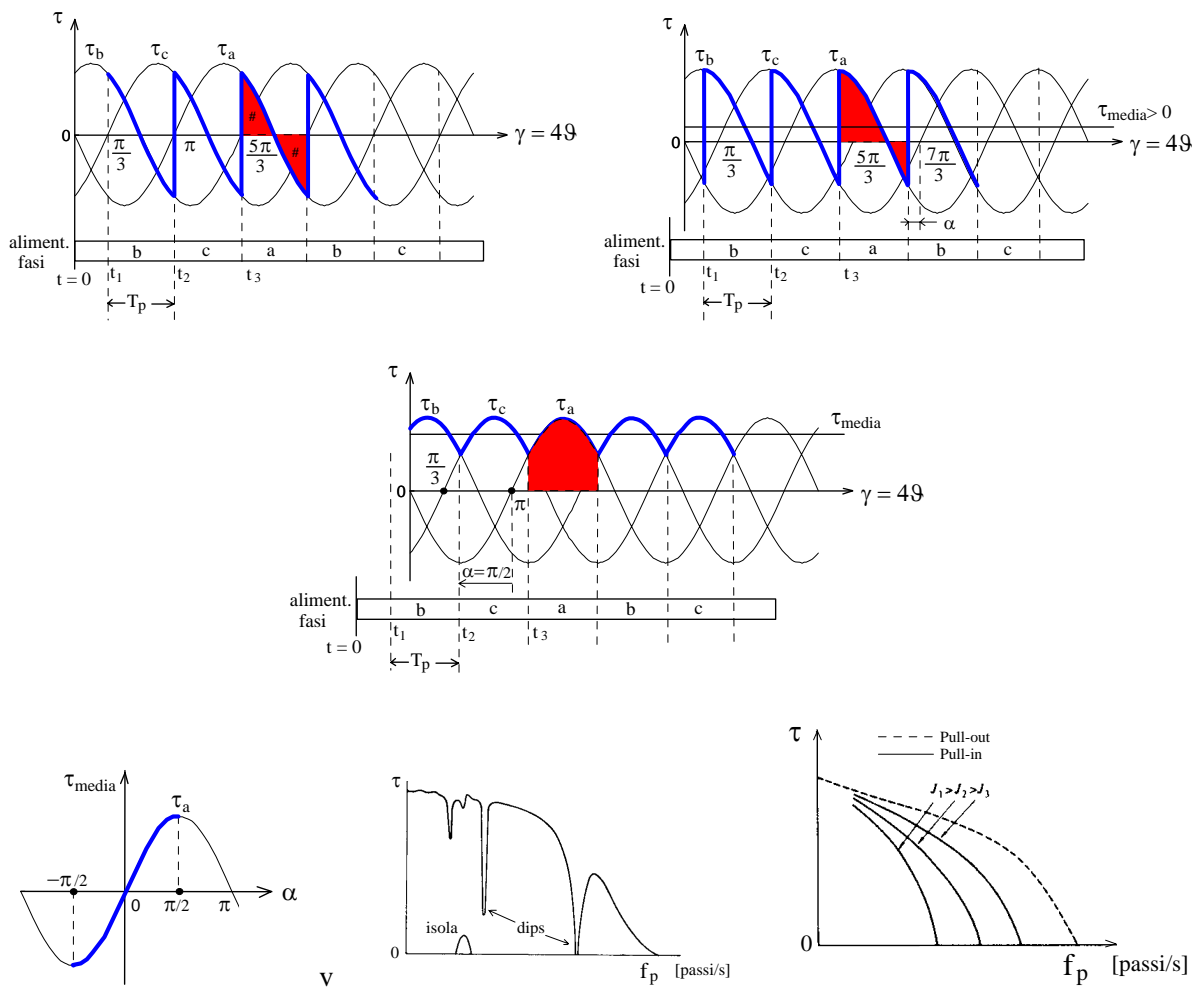 τ
τb τc τa
0
π/3 π 5π/3
# #
γ = 4ϑ
aliment. fasi
b c a b c
t = 0
t1 t2 t3
Tp
τ
τb τc τa
τmedia> 0
0
π/3 5π/3 7π/3
γ = 4ϑ
α
aliment. fasi
b c a b c
t = 0
t1 t2 t3
Tp
τ
τb τc τa
τmedia
π/3
0
π
γ = 4ϑ
α=π/2
aliment. fasi
b c a b c
t1 t2 t3
t = 0
Tp
τmedia
τa
−π/2
0 π/2 π
α
v
τ
isola
dips
0
fp [passi/s]
τ
Pull-out
Pull-in
J1>J2>J3
0
fp [passi/s]